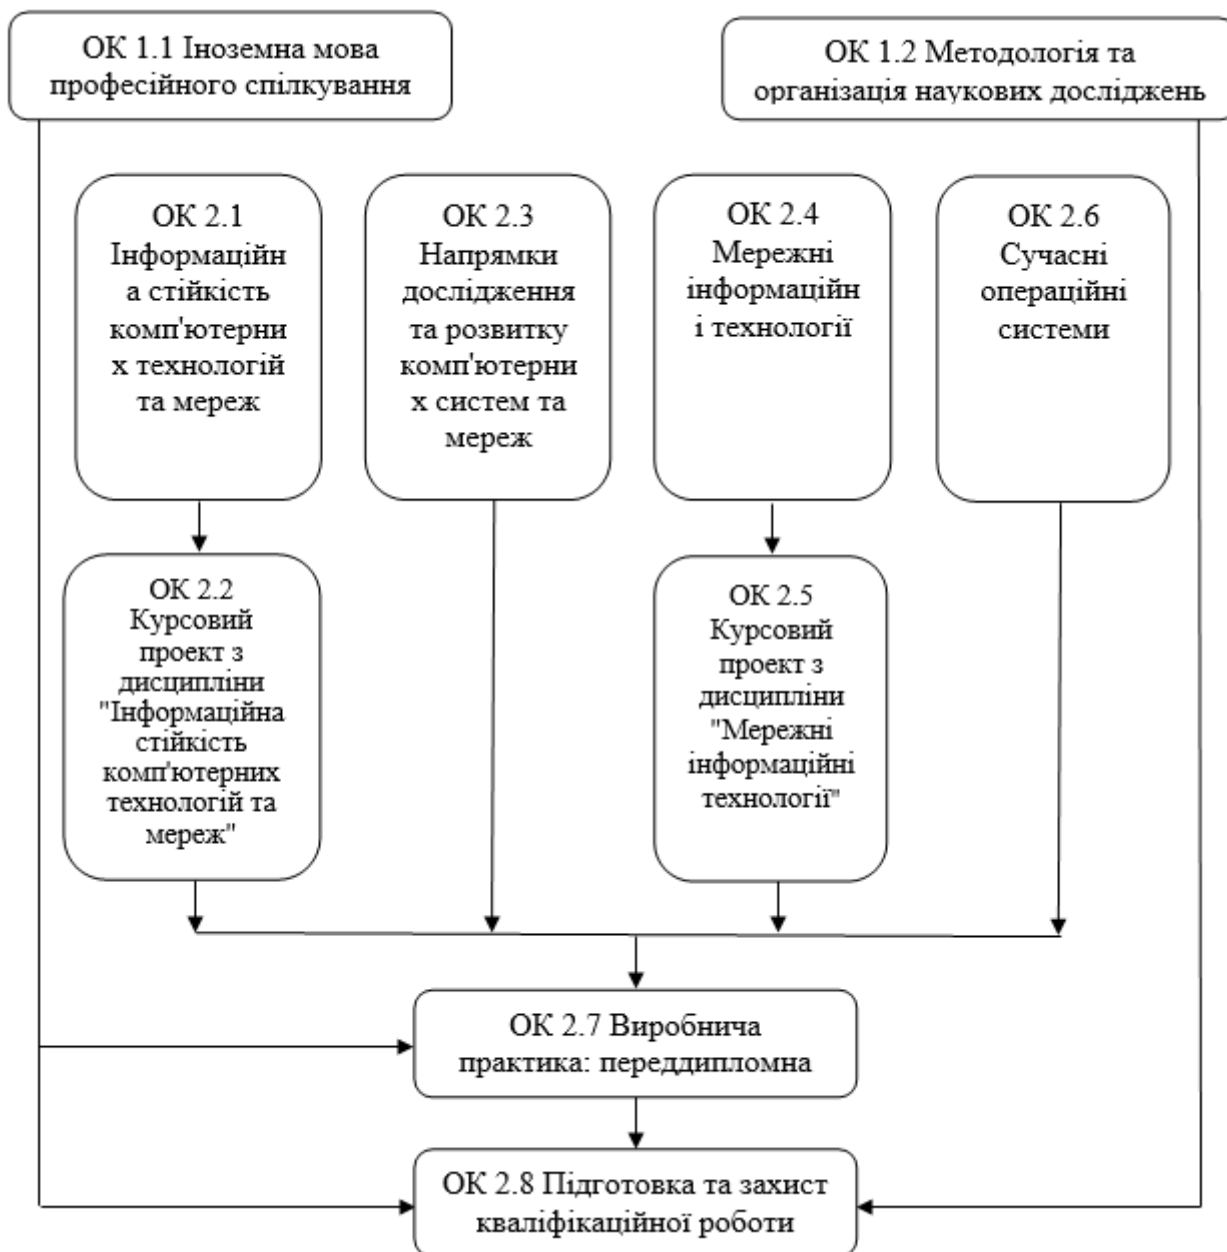 ОК 1.1 Іноземна мова
професійного спілкування
ОК 1.2 Методологія та
організація наукових досліджень
ОК 2.1
Інформаційн
а стійкість
комп'ютерни
х технологій
та мереж
ОК 2.3
Напрямки
дослідження
та розвитку
комп'ютерни
х систем та
мереж
ОК 2.4
Мережні
інформаційн
і технології
ОК 2.6
Сучасні
операційні
системи
ОК 2.2
Курсовий
проект з
дисципліни
"Інформаційна
стійкість
комп'ютерних
технологій та
мереж"
ОК 2.5
Курсовий
проект з
дисципліни
"Мережні
інформаційні
технології"
ОК 2.7 Виробнича
практика: переддипломна
ОК 2.8 Підготовка та захист
кваліфікаційної роботи